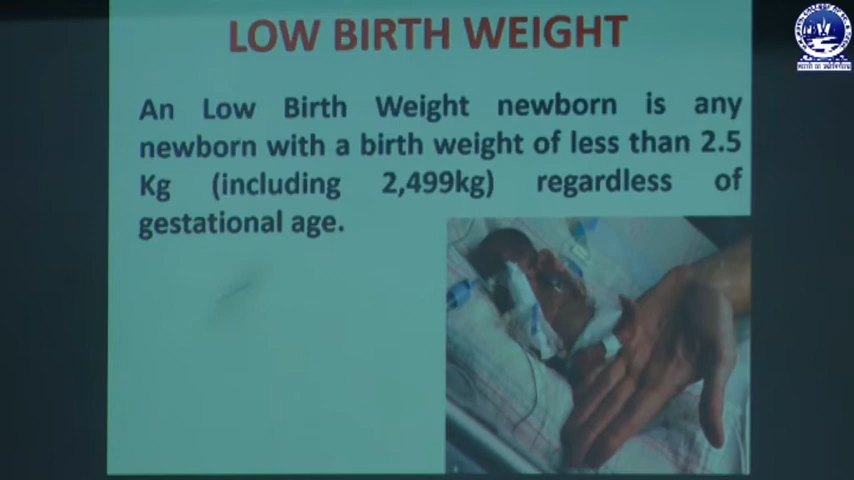 LOW BIRTH WEIGHT
An Low Birth Weight newborn is any
newborn with a birth weight of less than 2.5
Kg (including 2,499kg) regardless of
gestational age.